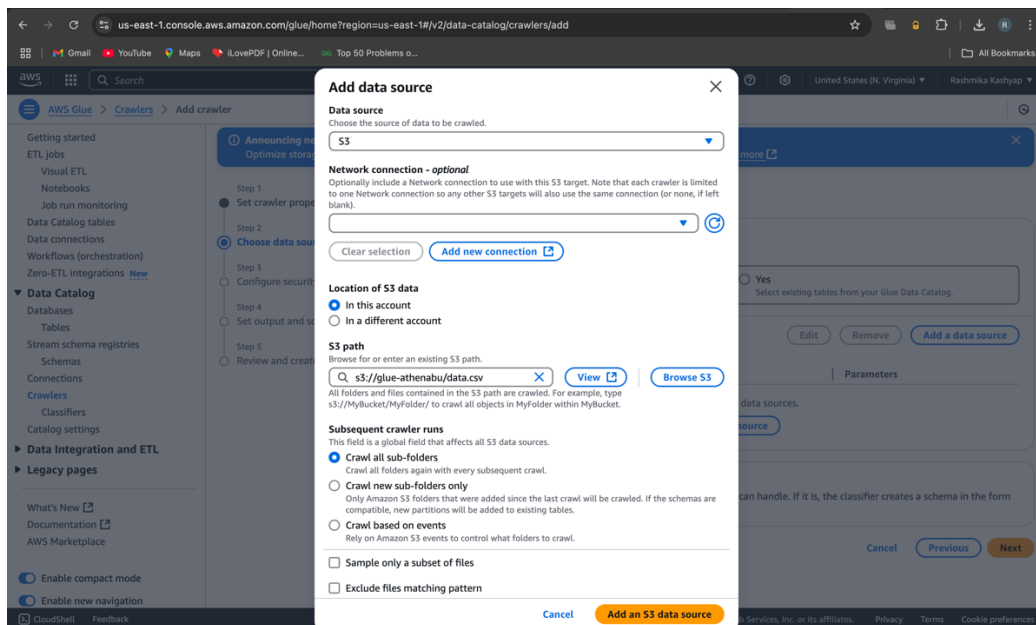 us-east-1.console.aws.amazon.com/glue/home?region=us-east-1#/v2/data-catalog/crawlers/add
R
Gmail YouTube Maps iLovePDF | Online... Top 50 Problems o... All Bookmarks
aws Search United States (N. Virginia) Rashmika Kashyap
AWS Glue > Crawlers > Add crawler
Getting started
ETL jobs
Visual ETL
Notebooks
Job run monitoring
Data Catalog tables
Data connections
Workflows (orchestration)
Zero-ETL integrations New
Data Catalog
Databases
Tables
Stream schema registries
Schemas
Connections
Crawlers
Classifiers
Catalog settings
Data Integration and ETL
Legacy pages
What's New
Documentation
AWS Marketplace
Enable compact mode
Enable new navigation
CloudShell Feedback
Announcing ne
Optimize storag
more
Step 1
Set crawler prope
Step 2
Choose data sour
Step 3
Configure securit
Step 4
Set output and sc
Step 5
Review and creat
Add data source
Data source
Choose the source of data to be crawled.
S3
Network connection - optional
Optionally include a Network connection to use with this S3 target. Note that each crawler is limited
to one Network connection so any other S3 targets will also use the same connection (or none, if left
blank).
Clear selection Add new connection
Location of S3 data
In this account
In a different account
S3 path
Browse for or enter an existing S3 path.
s3://glue-athenabu/data.csv View Browse S3
All folders and files contained in the S3 path are crawled. For example, type
s3://MyBucket/MyFolder/ to crawl all objects in MyFolder within MyBucket.
Subsequent crawler runs
This field is a global field that affects all S3 data sources.
Crawl all sub-folders
Crawl all folders again with every subsequent crawl.
Crawl new sub-folders only
Only Amazon S3 folders that were added since the last crawl will be crawled. If the schemas are
compatible, new partitions will be added to existing tables.
Crawl based on events
Rely on Amazon S3 events to control what folders to crawl.
Sample only a subset of files
Exclude files matching pattern
Cancel Add an S3 data source
Yes
Select existing tables from your Glue Data Catalog.
Edit Remove Add a data source
Parameters
data sources.
source
can handle. If it is, the classifier creates a schema in the form
Cancel Previous Next
Services, Inc. or its affiliates. Privacy Terms Cookie preferences